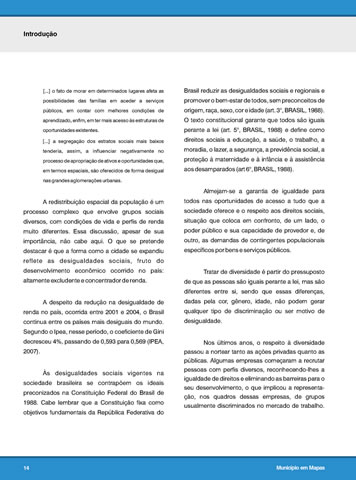 Introdução
[...] o fato de morar em determinados lugares afeta as
possibilidades das famílias em aceder a serviços
públicos, em contar com melhores condições de
aprendizado, enfim, em ter mais acesso às estruturas de
oportunidades existentes.
[...] a segregação dos estratos sociais mais baixos
tenderia, assim, a influenciar negativamente no
processo de apropriação de ativos e oportunidades que,
em termos espaciais, são oferecidos de forma desigual
nas grandes aglomerações urbanas.
A redistribuição espacial da população é um
processo complexo que envolve grupos sociais
diversos, com condições de vida e perfis de renda
muito diferentes. Essa discussão, apesar de sua
importância, não cabe aqui. O que se pretende
destacar é que a forma como a cidade se expandiu
reflete as desigualdades sociais, fruto do
desenvolvimento econômico ocorrido no país:
altamente excludente e concentrador de renda.
A despeito da redução na desigualdade de
renda no país, ocorrida entre 2001 e 2004, o Brasil
continua entre os países mais desiguais do mundo.
Segundo o Ipea, nesse período, o coeficiente de Gini
decresceu 4%, passando de 0,593 para 0,569 (IPEA,
2007).
As desigualdades sociais vigentes na
sociedade brasileira se contrapõem os ideais
preconizados na Constituição Federal do Brasil de
1988. Cabe lembrar que a Constituição fixa como
objetivos fundamentais da República Federativa do
Brasil reduzir as desigualdades sociais e regionais e
promover o bem-estar de todos, sem preconceitos de
origem, raça, sexo, cor e idade (art. 3°, BRASIL, 1988).
O texto constitucional garante que todos são iguais
perante a lei (art. 5°, BRASIL, 1988) e define como
direitos sociais a educação, a saúde, o trabalho, a
moradia, o lazer, a segurança, a previdência social, a
proteção à maternidade e à infância e à assistência
aos desamparados (art 6°, BRASIL, 1988).
Almejam-se a garantia de igualdade para
todos nas oportunidades de acesso a tudo que a
sociedade oferece e o respeito aos direitos sociais,
situação que coloca em confronto, de um lado, o
poder público e sua capacidade de provedor e, de
outro, as demandas de contingentes populacionais
específicos por bens e serviços públicos.
Tratar de diversidade é partir do pressuposto
de que as pessoas são iguais perante a lei, mas são
diferentes entre si, sendo que essas diferenças,
dadas pela cor, gênero, idade, não podem gerar
qualquer tipo de discriminação ou ser motivo de
desigualdade.
Nos últimos anos, o respeito à diversidade
passou a nortear tanto as ações privadas quanto as
públicas. Algumas empresas começaram a recrutar
pessoas com perfis diversos, reconhecendo-lhes a
igualdade de direitos e eliminando as barreiras para o
seu desenvolvimento, o que implicou a representa-
ção, nos quadros dessas empresas, de grupos
usualmente discriminados no mercado de trabalho.
14
Município em Mapas